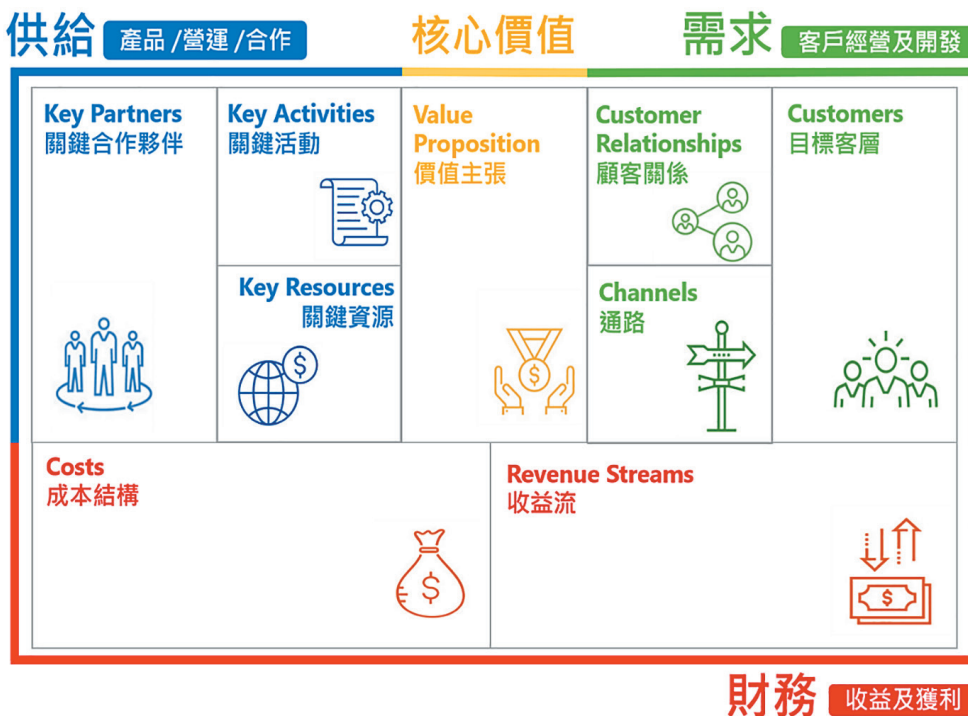 供給 產品 /營運 /合作
核心價值
需求 客戶經營及開發
Key Partners
關鍵合作夥伴
Key Activities
關鍵活動
Key Resources
關鍵資源
Value
Proposition
價值主張
Customer
Relationships
顧客關係
Channels
通路
Customers
目標客層
Costs
成本結構
Revenue Streams
收益流
財務 收益及獲利